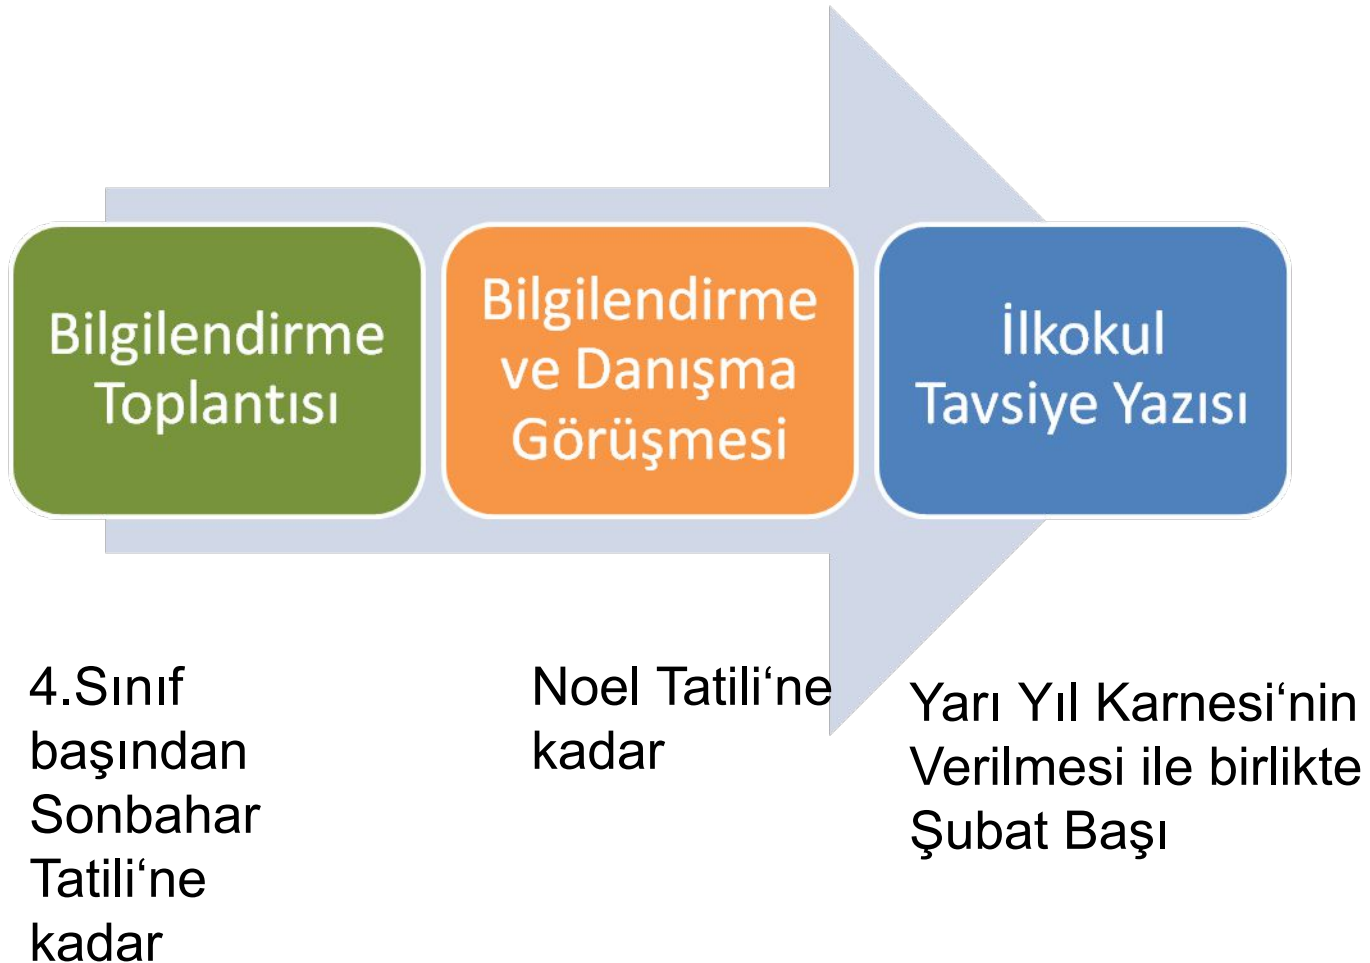 Bilgilendirme
Toplantısı
Bilgilendirme
ve Danışma
Görüşmesi
İlkokul
Tavsiye Yazısı
4.Sınıf
başından
Sonbahar
Tatili‘ne
kadar
Noel Tatili‘ne
kadar
Yarı Yıl Karnesi‘nin
Verilmesi ile birlikte
Şubat Başı